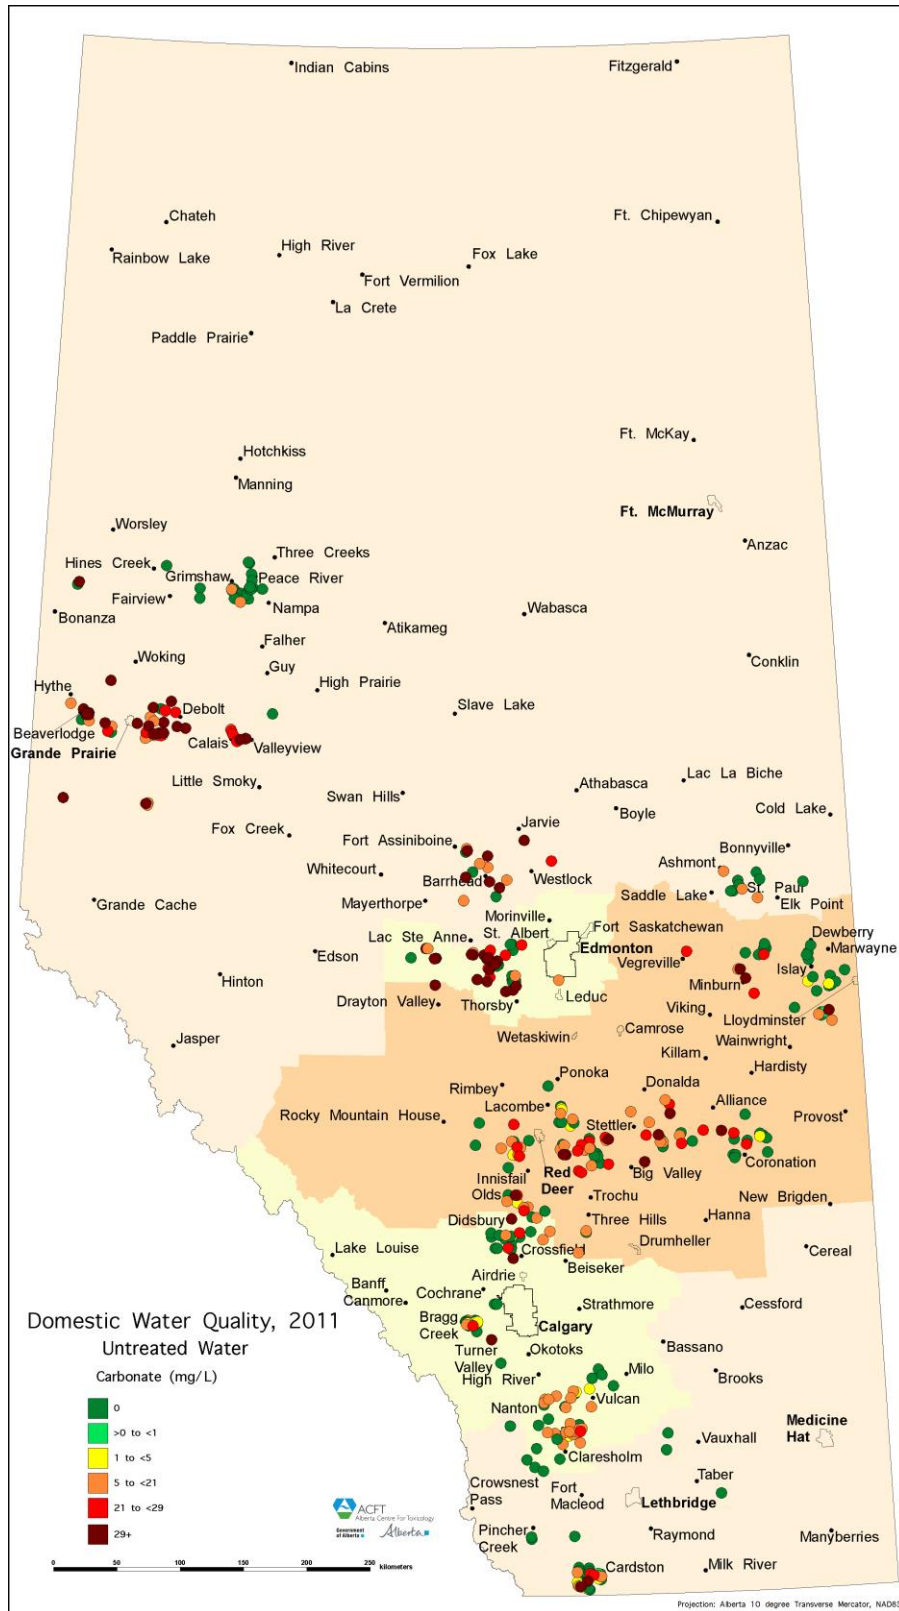 Indian Cabins
Fitzgerald
Chateh
Ft. Chipewyan
High River
Rainbow Lake
Fox Lake
Fort Vermilion
La Crete
Paddle Prairie
Ft. McKay
Hotchkiss
Manning
Ft. McMurray
Worsley
Anzac
Three Creeks
Hines Creek
Grimshaw
Peace River
Fairview
Nampa
Bonanza
Wabasca
Atikameg
Falher
Woking
Conklin
Guy
High Prairie
Hythe
Debolt
Slave Lake
Beaverlodge
Calais
Valleyview
Grande Prairie
Lac La Biche
Little Smoky
Athabasca
Swan Hills
Boyle
Cold Lake
Jarvie
Fox Creek
Fort Assiniboine
Bonnyville
Ashmont
Whitecourt
Barrhead
Westlock
St. Paul
Saddle Lake
Elk Point
Grande Cache
Mayerthorpe
Morinville
Fort Saskatchewan
St. Albert
Lac Ste Anne
Dewberry
Edmonton
Marwayne
Edson
Vegreville
Islay
Hinton
Minburn
Leduc
Drayton Valley
Thorsby
Viking
Lloydminster
Camrose
Wetaskiwin
Wainwright
Jasper
Killam
Hardisty
Ponoka
Rimbey
Donalda
Lacombe
Alliance
Rocky Mountain House
Provost
Stettler
Coronation
Red
Deer
Big Valley
Innisfail
Olds
Trochu
New Brigden
Didsbury
Three Hills
Hanna
Drumheller
Lake Louise
Crossfield
Cereal
Beiseker
Airdrie
Banff
Cochrane
Canmore
Strathmore
Cessford
Domestic Water Quality, 2011
Bragg
Creek
Calgary
Untreated Water
Turner
Valley
Okotoks
Bassano
Carbonate (mg/L)
High River
Milo
Brooks
0
Nanton
Vulcan
>0 to <1
Medicine
Hat
1 to <5
Vauxhall
5 to <21
Claresholm
21 to <29
Crowsnest
Pass
Fort
Macleod
Taber
Lethbridge
29+
ACFT
Alberta Centre For Toxicology
Government
of Alberta
Alberta
Pincher
Creek
Raymond
Manyberries
0 50 100 150 200 250
kilometers
Cardston
Milk River
Projection: Alberta 10 degree Transverse Mercator, NAD83